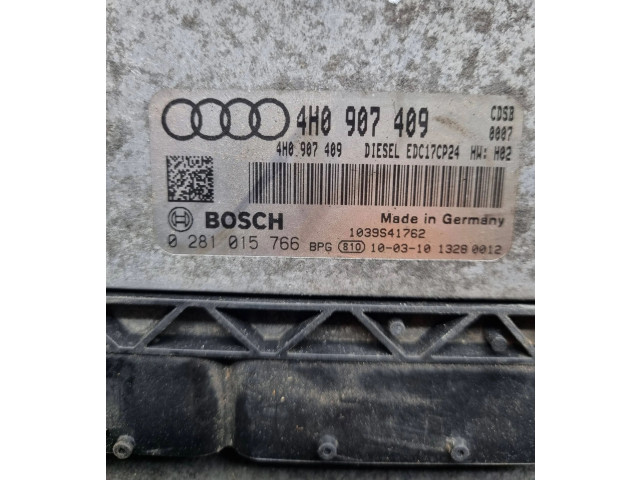 4H0 907 409 CDSB
0007
4H0 907 409 DIESEL EDC17CP24 HW: H02
BOSCH Made in Germany
1039S41762
0 281 015 766 BPG 810 10-03-10 1328 0012